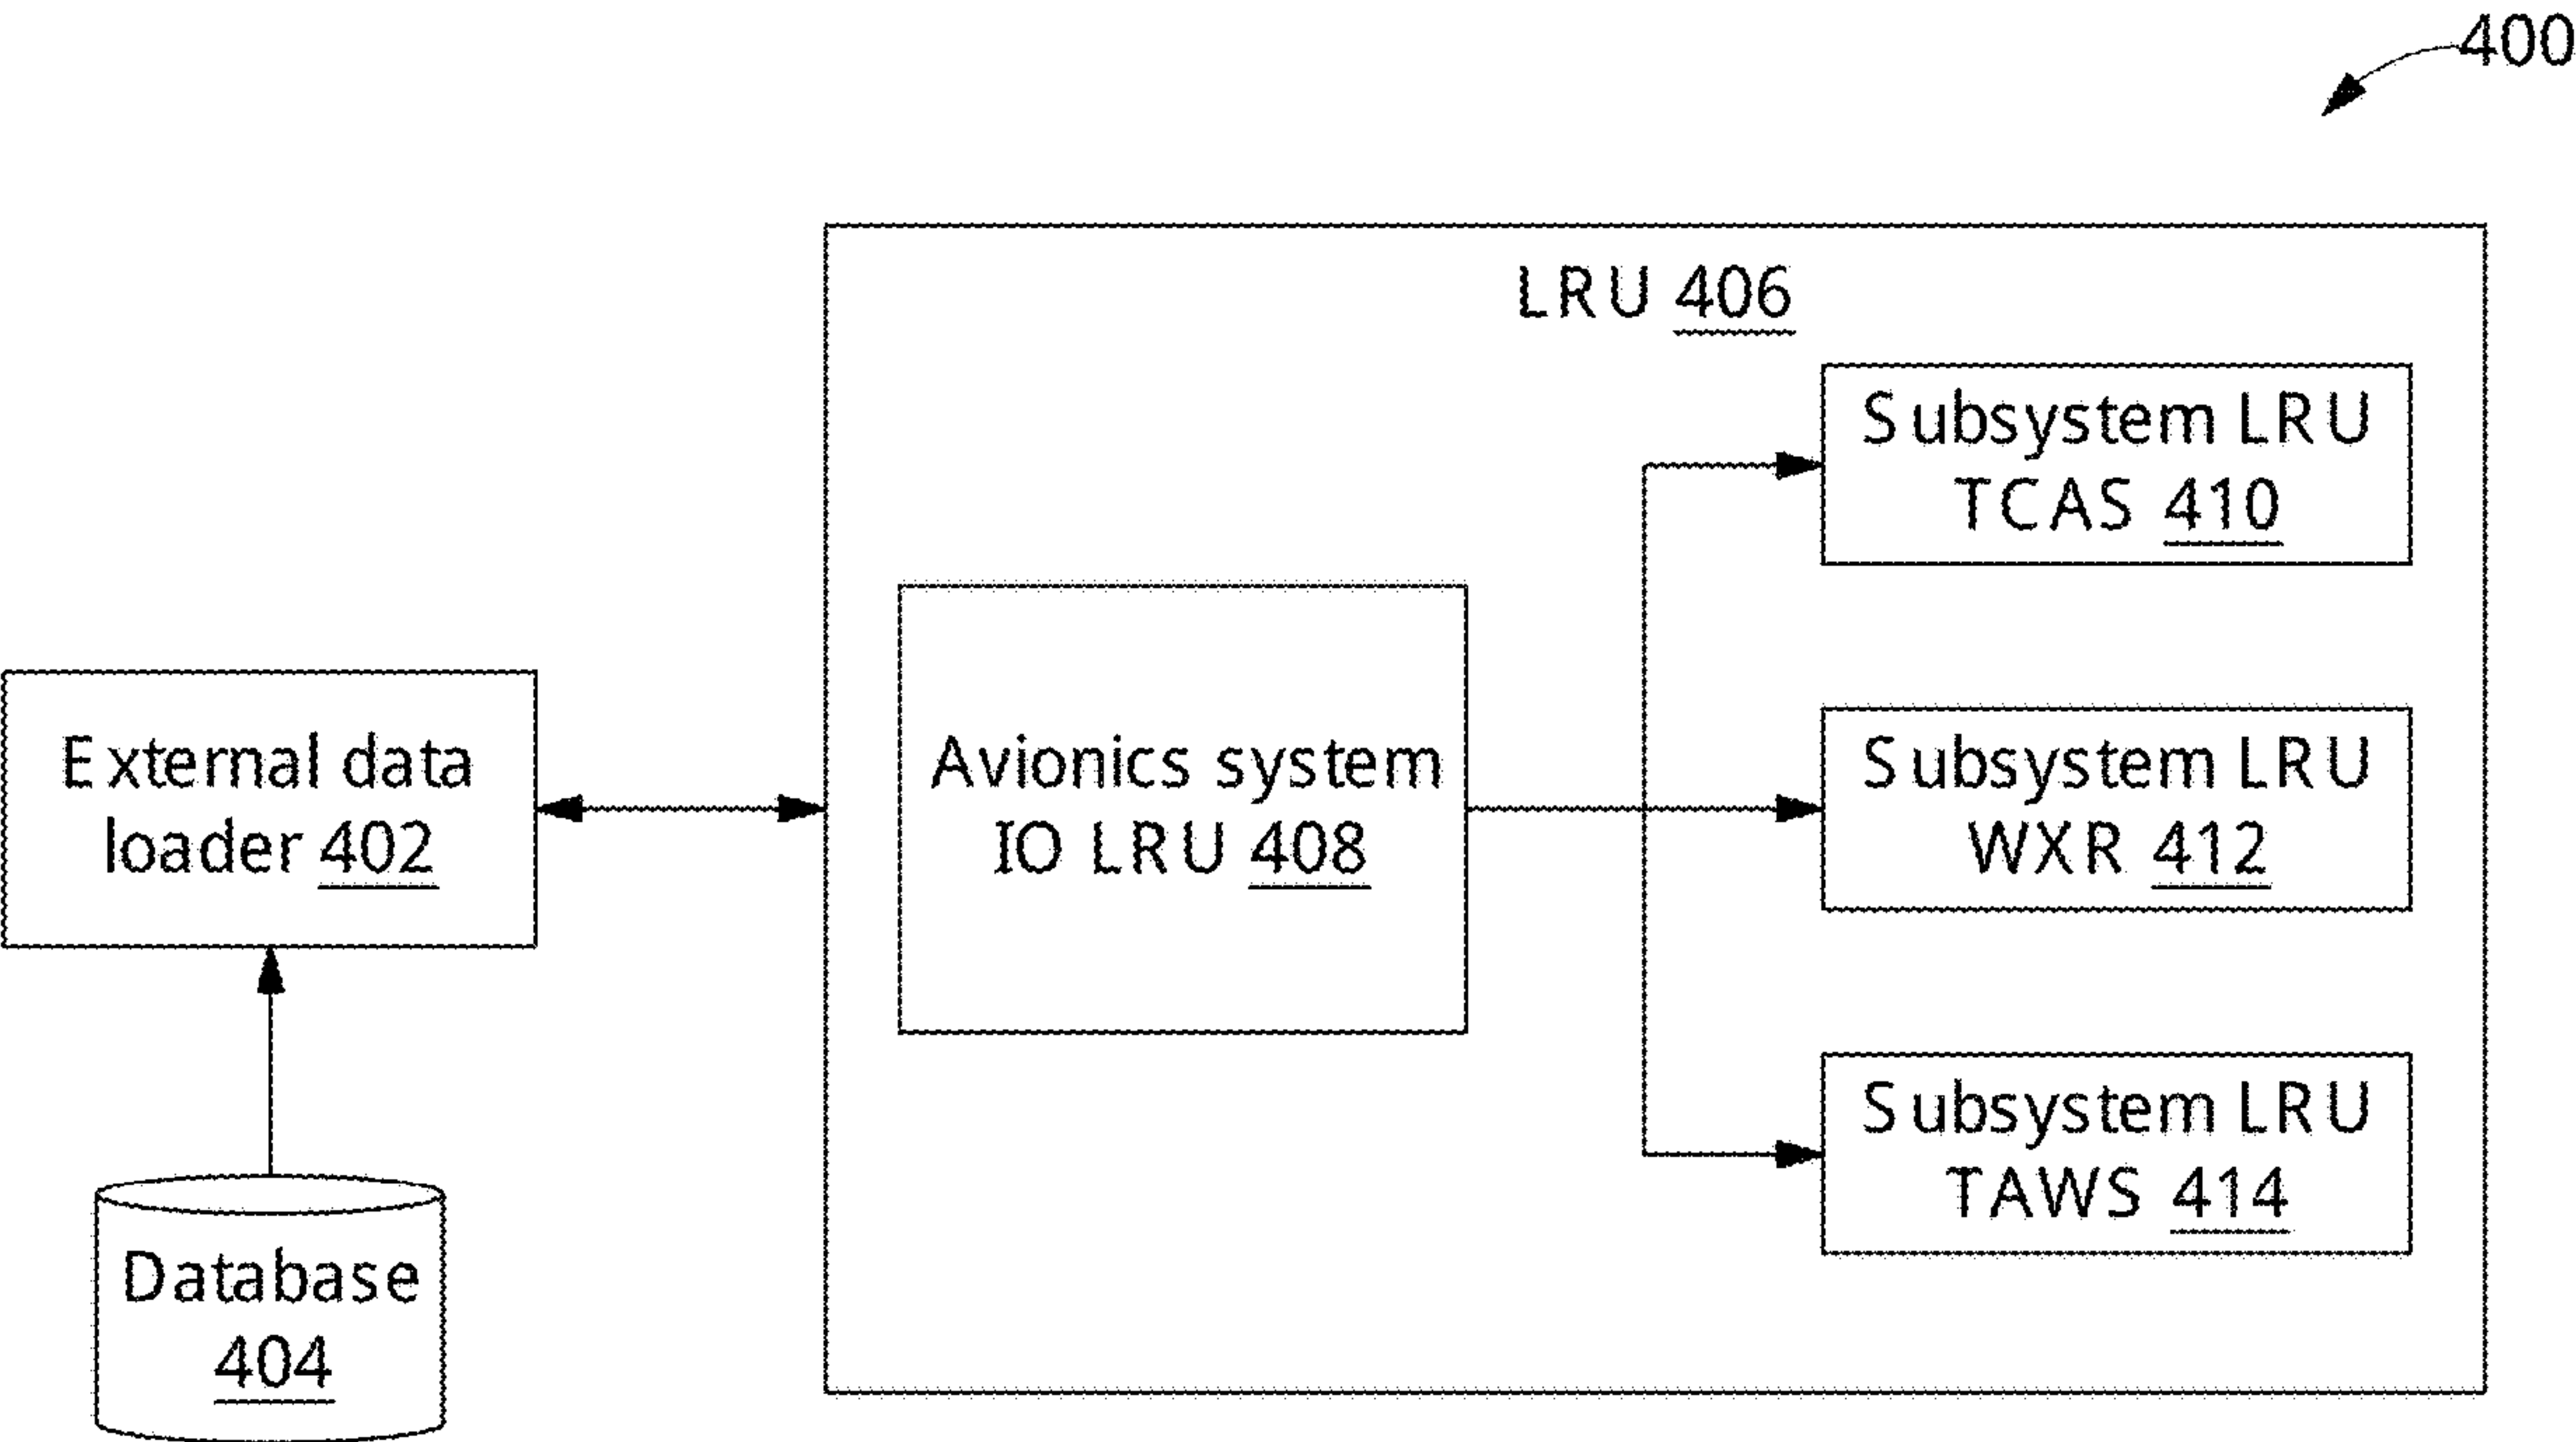 400
LRU 406
Subsystem LRU
TCAS 410
External data
loader 402
Avionics system
IO LRU 408
Subsystem LRU
WXR 412
Subsystem LRU
TAWS 414
Database
404